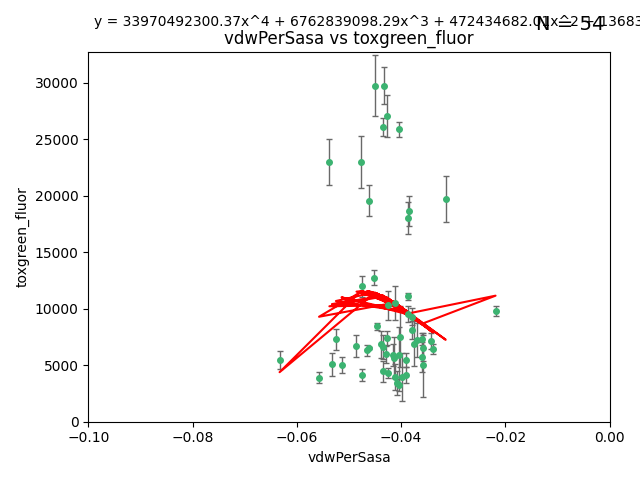 y = 33970492300.37x^4 + 6762839098.29x^3 + 472434682.0
N = 54
vdwPerSasa vs toxgreen_fluor
30000
25000
20000
15000
10000
5000
0
toxgreen_fluor
−0.10 −0.08 −0.06 −0.04 −0.02 0.00
vdwPerSasa